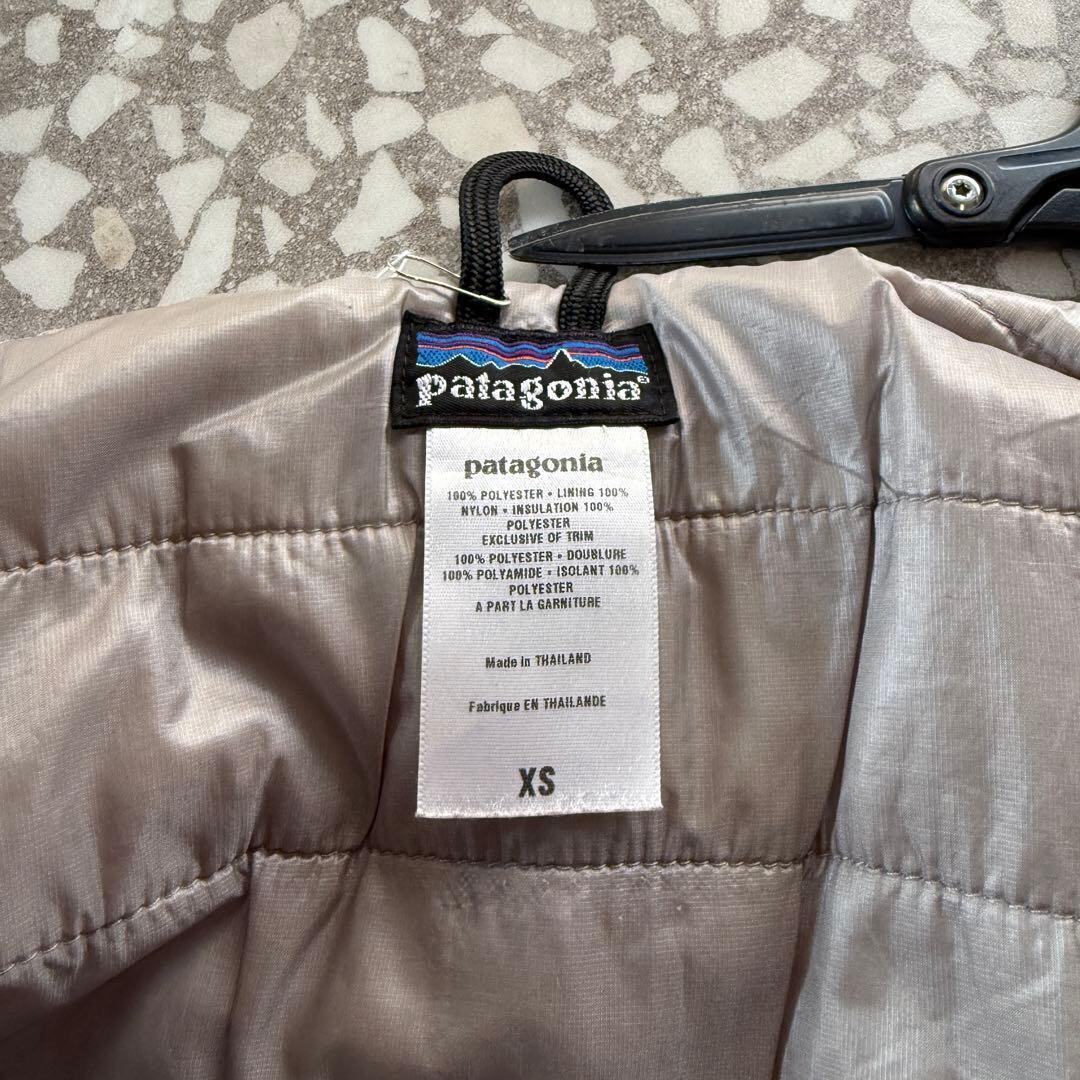 patagonia®
patagonia®
100% POLYESTER • LINING 100%
NYLON • INSULATION 100%
POLYESTER
EXCLUSIVE OF TRIM
100% POLYESTER • DOUBLURE
100% POLYAMIDE • ISOLANT 100%
POLYESTER
A PART LA GARNITURE
Made in THAILAND
Fabrique EN THAILANDE
XS